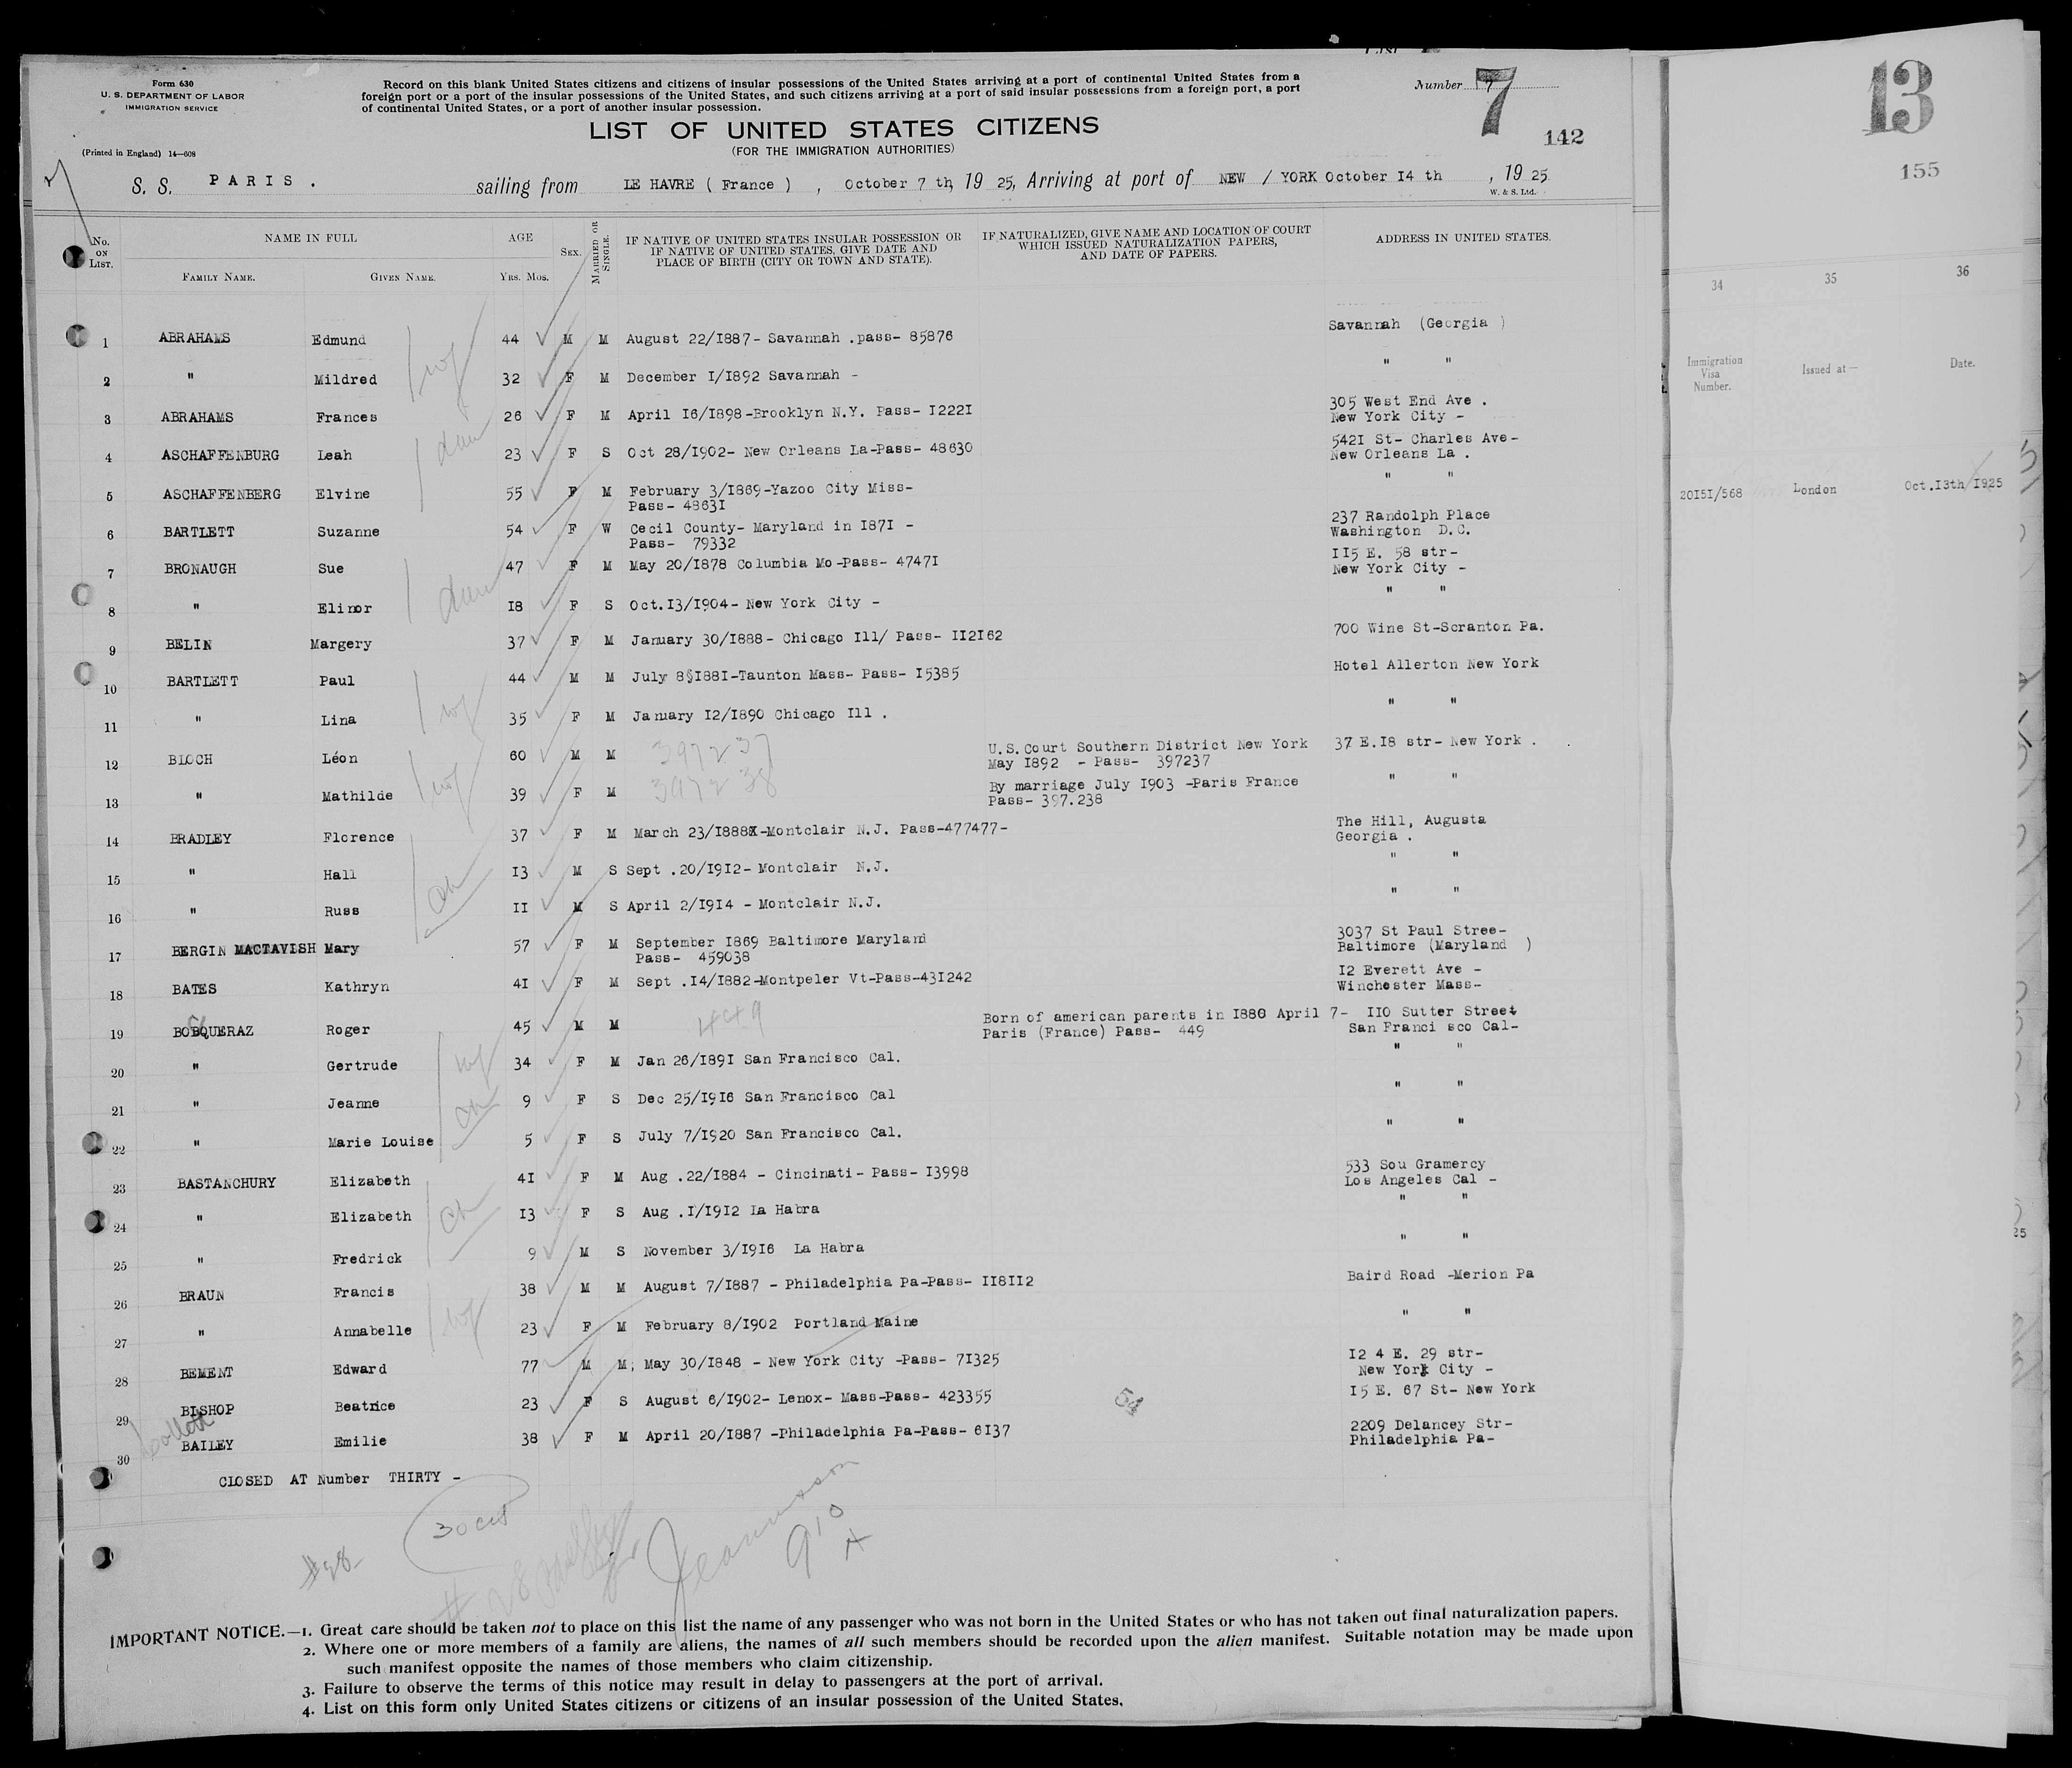 Form 630
U. S. DEPARTMENT OF LABOR
IMMIGRATION SERVICE
(Printed in England) 14—608
Record on this blank United States citizens and citizens of insular possessions of the United States arriving at a port of continental United States from a
foreign port or a port of the insular possessions of the United States, and such citizens arriving at a port of said insular possessions from a foreign port, a port
of continental United States, or a port of another insular possession.
Number 7
7
142
LIST OF UNITED STATES CITIZENS
(FOR THE IMMIGRATION AUTHORITIES)
S. S. PARIS . sailing from LE HAVRE ( France ) , October 7 th, 19 25, Arriving at port of NEW / YORK October I4 th , 19 25
W. & S. Ltd.
No. ON LIST. NAME IN FULL AGE SEX. MARRIED OR SINGLE. IF NATIVE OF UNITED STATES INSULAR POSSESSION OR IF NATIVE OF UNITED STATES, GIVE DATE AND PLACE OF BIRTH (CITY OR TOWN AND STATE). IF NATURALIZED, GIVE NAME AND LOCATION OF COURT WHICH ISSUED NATURALIZATION PAPERS, AND DATE OF PAPERS. ADDRESS IN UNITED STATES.
FAMILY NAME. GIVEN NAME. YRS. MOS.
1 ABRAHAMS Edmund 44 M M August 22/I887- Savannah .pass- 85876 Savannah (Georgia )
2 " Mildred wf 32 F M December I/I892 Savannah - " "
3 ABRAHAMS Frances 26 F M April I6/I898-Brooklyn N.Y. Pass- I222I 305 West End Ave . New York City -
4 ASCHAFFENBURG Leah 23 F S Oct 28/I902- New Orleans La-Pass- 48630 542I St- Charles Ave- New Orleans La .
5 ASCHAFFENBERG Elvine 55 F M February 3/I869-Yazoo City Miss- Pass- 4863I " "
6 BARTLETT Suzanne 54 F W Cecil County- Maryland in I87I - Pass- 79332 237 Randolph Place Washington D.C.
7 BRONAUGH Sue 47 F M May 20/I878 Columbia Mo-Pass- 4747I II5 E. 58 str- New York City -
8 " Elinor I8 F S Oct.I3/I904- New York City - " "
9 BELIN Margery 37 F M January 30/I888- Chicago Ill/ Pass- II2I62 700 Wine St-Scranton Pa.
10 BARTLETT Paul 44 M M July 8§I88I-Taunton Mass- Pass- I5385 Hotel Allerton New York
11 " Lina wf 35 F M January I2/I890 Chicago Ill . " "
12 BLOCH Léon 60 M M 397237 U.S.Court Southern District New York May I892 - Pass- 397237 37 E.I8 str- New York .
13 " Mathilde wf 39 F M 397238 By marriage July I903 -Paris France Pass- 397.238 " "
14 BRADLEY Florence 37 F M March 23/I888X-Montclair N.J. Pass-477477- The Hill, Augusta Georgia .
15 " Hall ch I3 M S Sept .20/I9I2- Montclair N.J. " "
16 " Russ II M S April 2/I9I4 - Montclair N.J. " "
17 BERGIN MACTAVISH Mary 57 F M September I869 Baltimore Maryland Pass- 459038 3037 St Paul Stree- Baltimore (Maryland )
18 BATES Kathryn 4I F M Sept .I4/I882-Montpeler Vt-Pass-43I242 I2 Everett Ave - Winchester Mass-
19 BOBQUERAZ Roger 45 M M 449 Born of american parents in I880 April 7- Paris (France) Pass- 449 II0 Sutter Street San Franci sco Cal-
20 " Gertrude wf 34 F M Jan 26/I89I San Francisco Cal. " "
21 " Jeanne ch 9 F S Dec 25/I9I6 San Francisco Cal " "
22 " Marie Louise 5 F S July 7/I920 San Francisco Cal. " "
23 BASTANCHURY Elizabeth 4I F M Aug .22/I884 - Cincinati- Pass- I3998 533 Sou Gramercy Los Angeles Cal -
24 " Elizabeth ch I3 F S Aug .I/I9I2 La Habra " "
25 " Fredrick 9 M S November 3/I9I6 La Habra " "
26 BRAUN Francis 38 M M August 7/I887 - Philadelphia Pa-Pass- II8II2 Baird Road -Merion Pa
27 " Annabelle wf 23 F M February 8/I902 Portland Maine " "
28 BEMENT Edward 77 M M; May 30/I848 - New York City -Pass- 7I325 I2 4 E. 29 str- New York City -
29 BISHOP Beatrice 23 F S August 6/I902- Lenox- Mass-Pass- 423355 I5 E. 67 St- New York
30 BAILEY Emilie 38 F M April 20/I887 -Philadelphia Pa-Pass- 6I37 2209 Delancey Str- Philadelphia Pa-
54
CLOSED AT Number THIRTY -
30 cit
IMPORTANT NOTICE.—1. Great care should be taken not to place on this list the name of any passenger who was not born in the United States or who has not taken out final naturalization papers.
2. Where one or more members of a family are aliens, the names of all such members should be recorded upon the alien manifest. Suitable notation may be made upon
such manifest opposite the names of those members who claim citizenship.
3. Failure to observe the terms of this notice may result in delay to passengers at the port of arrival.
4. List on this form only United States citizens or citizens of an insular possession of the United States.
13
155
34 35 36
Immigration Visa Number. Issued at— Date.
20I5I/568 London Oct.I3th I925
25